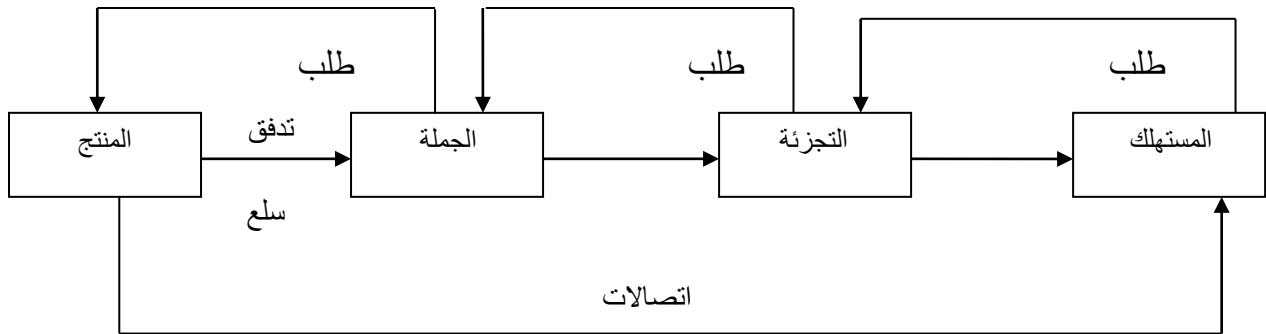 طلب
طلب
طلب
المستهلك
التجزئة
الجملة
تدفق
المنتج
سلع
اتصالات